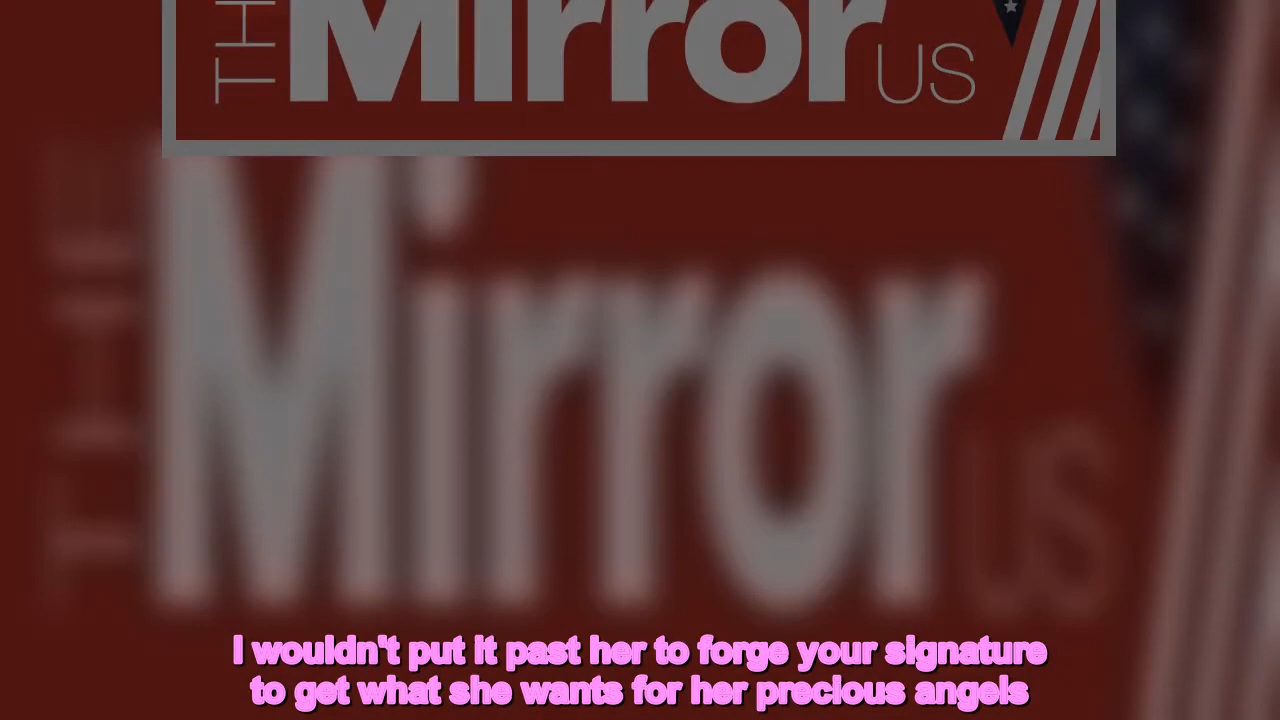 TH Mirror US
THE Mirror US
I wouldn't put it past her to forge your signature
to get what she wants for her precious angels